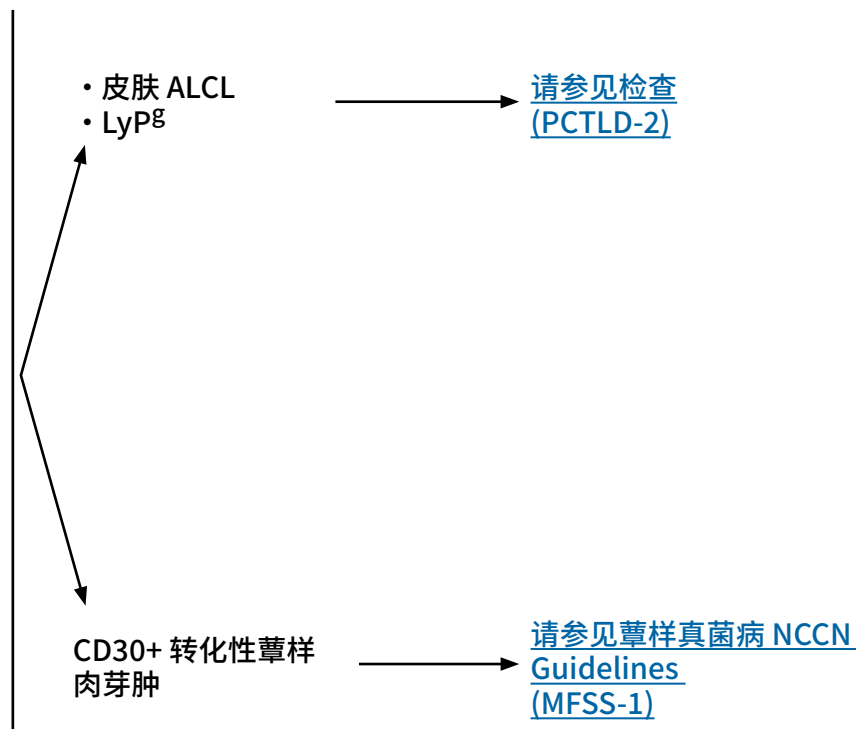 ・皮肤 ALCL
・LyPg
请参见检查
(PCTLD-2)
CD30+ 转化性蕈样
肉芽肿
请参见蕈样真菌病 NCCN
Guidelines
(MFSS-1)